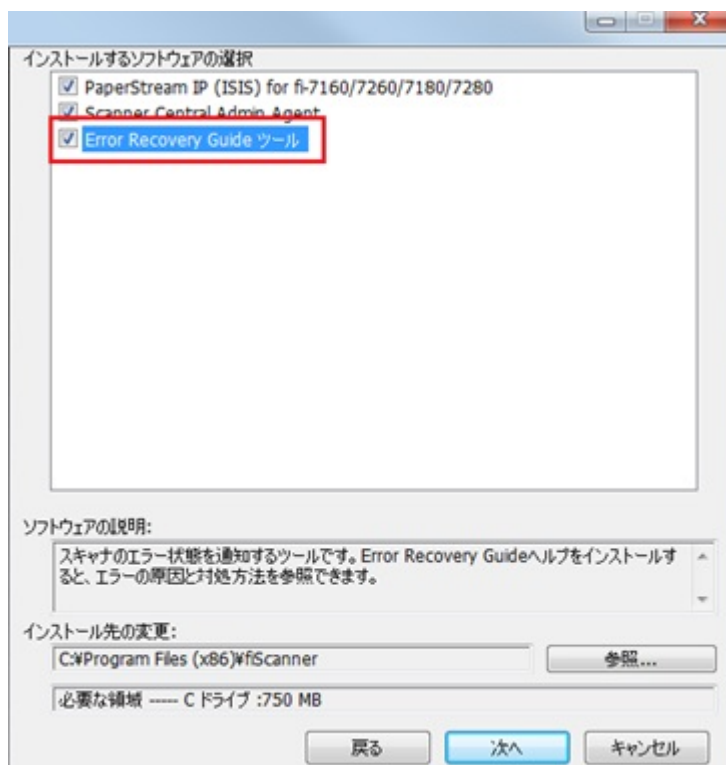 インストールするソフトウェアの選択
PaperStream IP (ISIS) for fi-7160/7260/7180/7280
Scanner Central Admin Agent
Error Recovery Guide ツール
ソフトウェアの説明:
スキャナのエラー状態を通知するツールです。Error Recovery Guideヘルプをインストールす
ると、エラーの原因と対処方法を参照できます。
インストール先の変更:
C:¥Program Files (x86)¥fiScanner
参照...
必要な領域 ----- C ドライブ :750 MB
戻る
次へ
キャンセル